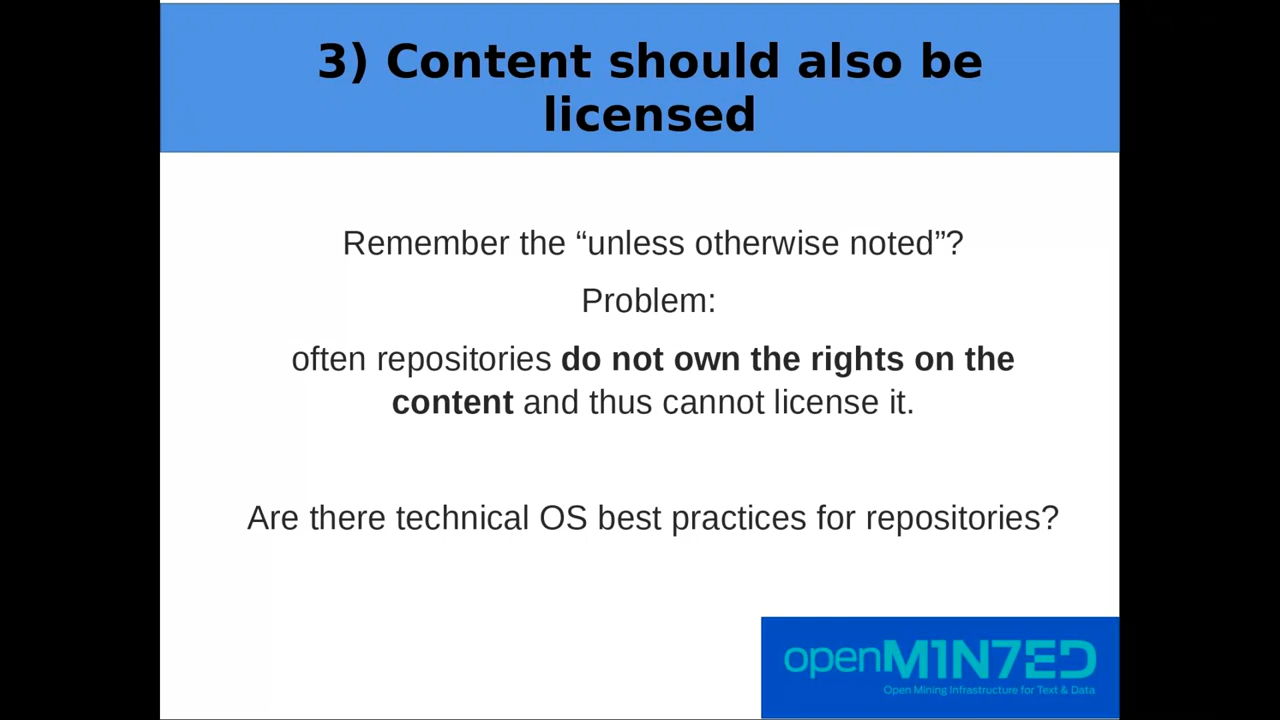 3) Content should also be
licensed
Remember the “unless otherwise noted”?
Problem:
often repositories do not own the rights on the
content and thus cannot license it.
Are there technical OS best practices for repositories?
openM1N7ED
Open Mining Infrastructure for Text & Data